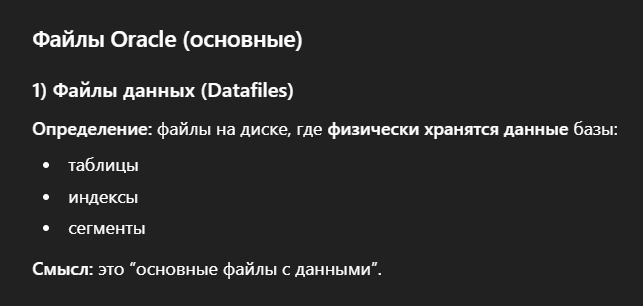 Файлы Oracle (основные)
1) Файлы данных (Datafiles)
Определение: файлы на диске, где физически хранятся данные базы:
• таблицы
• индексы
• сегменты
Смысл: это “основные файлы с данными”.